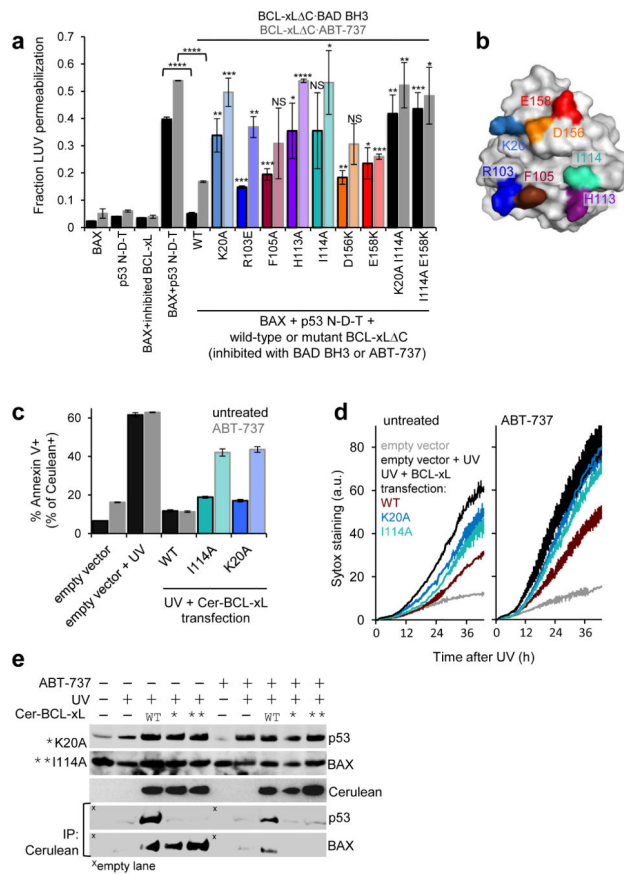 a
BCL-xLΔC·BAD BH3
BCL-xLΔC·ABT-737
Fraction LUV permeabilization
0.7
0.6
0.5
0.4
0.3
0.2
0.1
0
**** ****
** *** ** ** *** NS * *** NS * ** NS * *** ** ** *** *
BAX
p53 N-D-T
BAX+inhibited BCL-xL
BAX+p53 N-D-T
WT
K20A
R103E
F105A
H113A
I114A
D156K
E158K
K20A I114A
I114A E158K
BAX + p53 N-D-T +
wild-type or mutant BCL-xLΔC
(inhibited with BAD BH3 or ABT-737)
b
E158
D156
K20
I114
R103
F105
H113
c
untreated
ABT-737
% Annexin V+
(% of Ceulean+)
60
40
20
0
empty vector
empty vector + UV
WT
I114A
K20A
UV + Cer-BCL-xL
transfection
d
untreated
ABT-737
empty vector
empty vector + UV
UV + BCL-xL
transfection:
WT
K20A
I114A
Sytox staining (a.u.)
80
60
40
20
0
0 12 24 36
0 12 24 36
Time after UV (h)
e
ABT-737 – – – – – + + + + +
UV – + + + + – + + + +
Cer-BCL-xL – – WT * ** – – WT * **
*K20A
p53
**I114A
BAX
Cerulean
IP:
Cerulean
x x
p53
x x
BAX
xempty lane